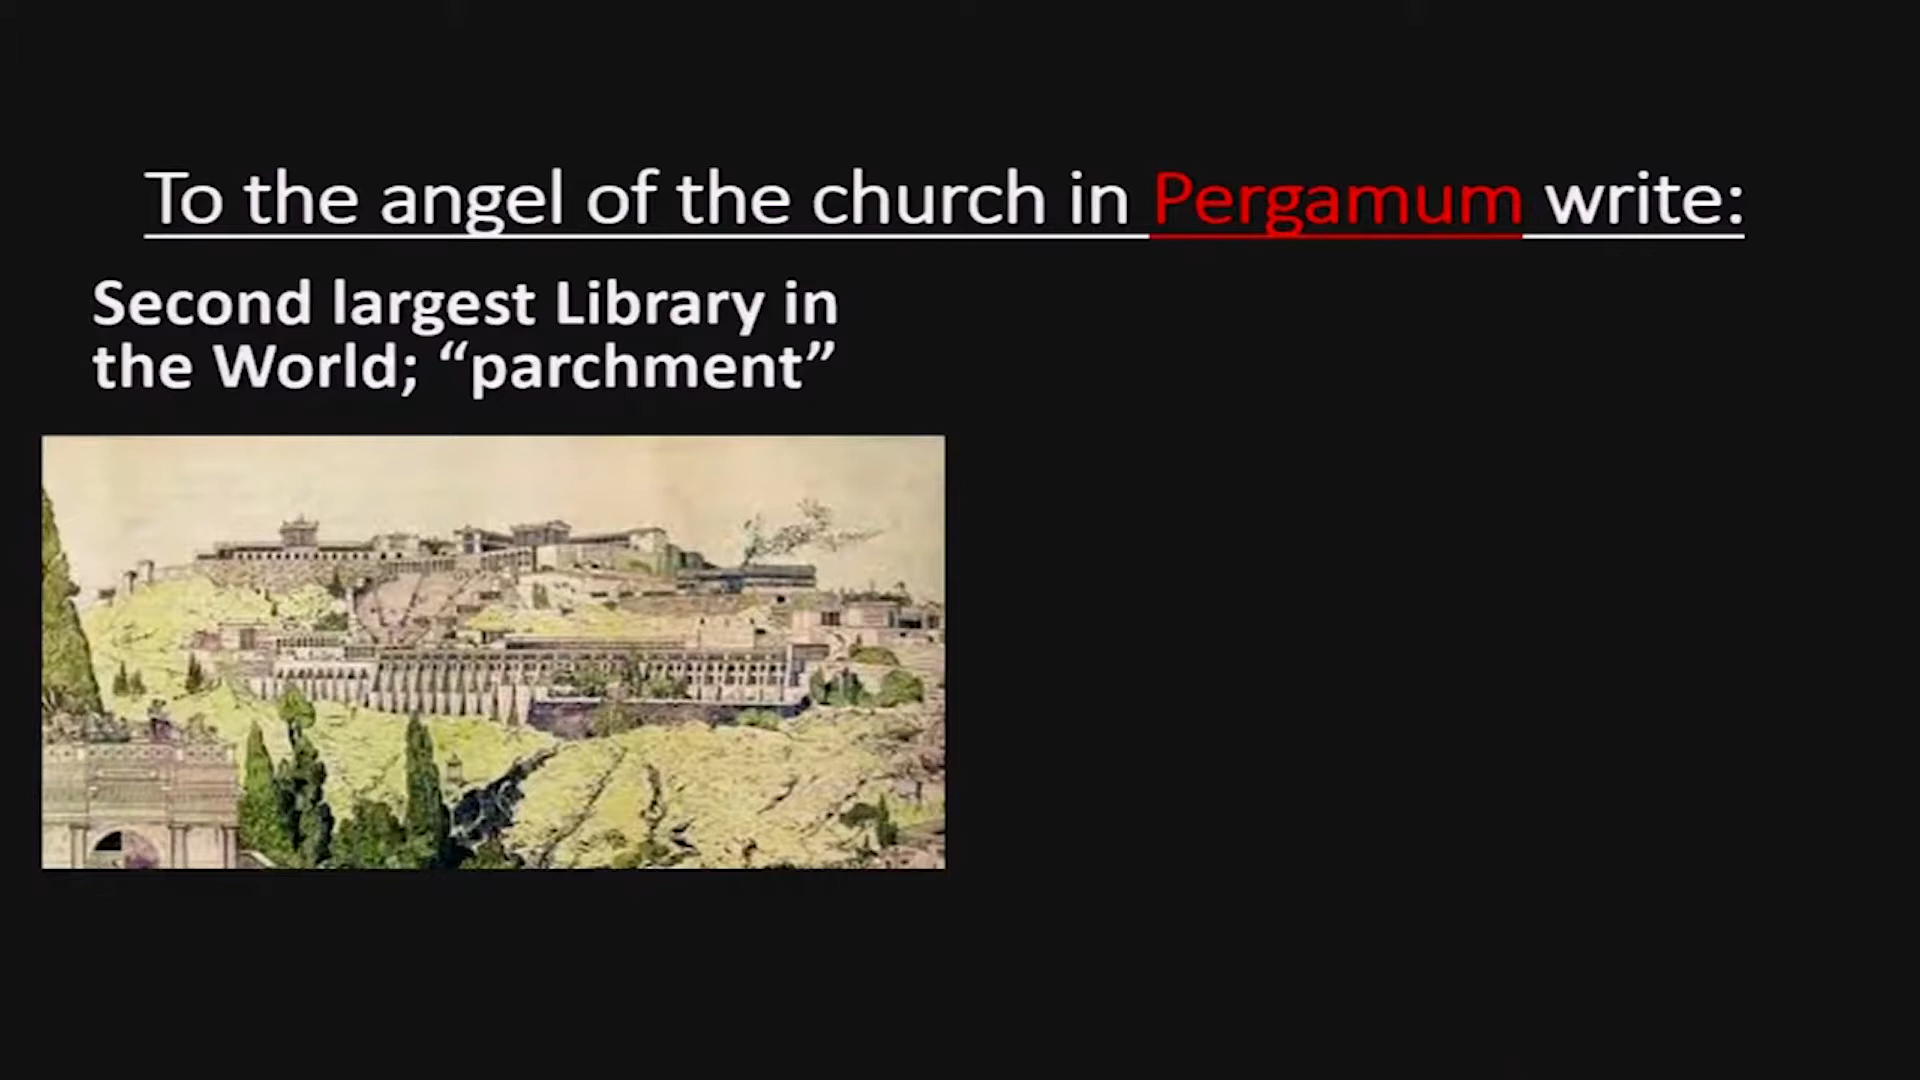 To the angel of the church in Pergamum write:
Second largest Library in
the World; “parchment”